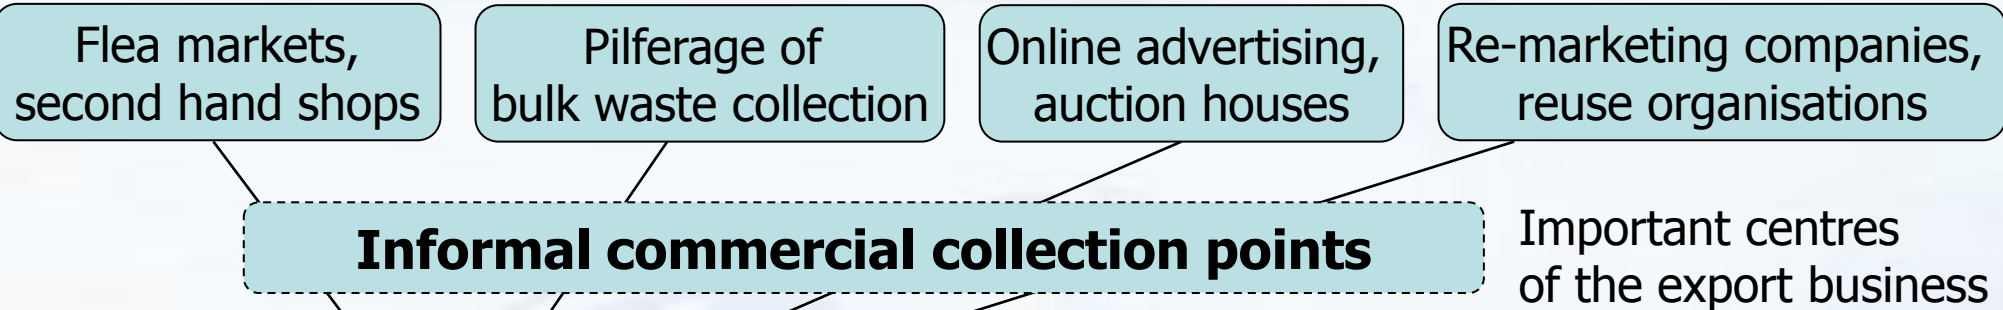 Flea markets,
second hand shops
Pilferage of
bulk waste collection
Online advertising,
auction houses
Re-marketing companies,
reuse organisations
Informal commercial collection points
Important centres
of the export business